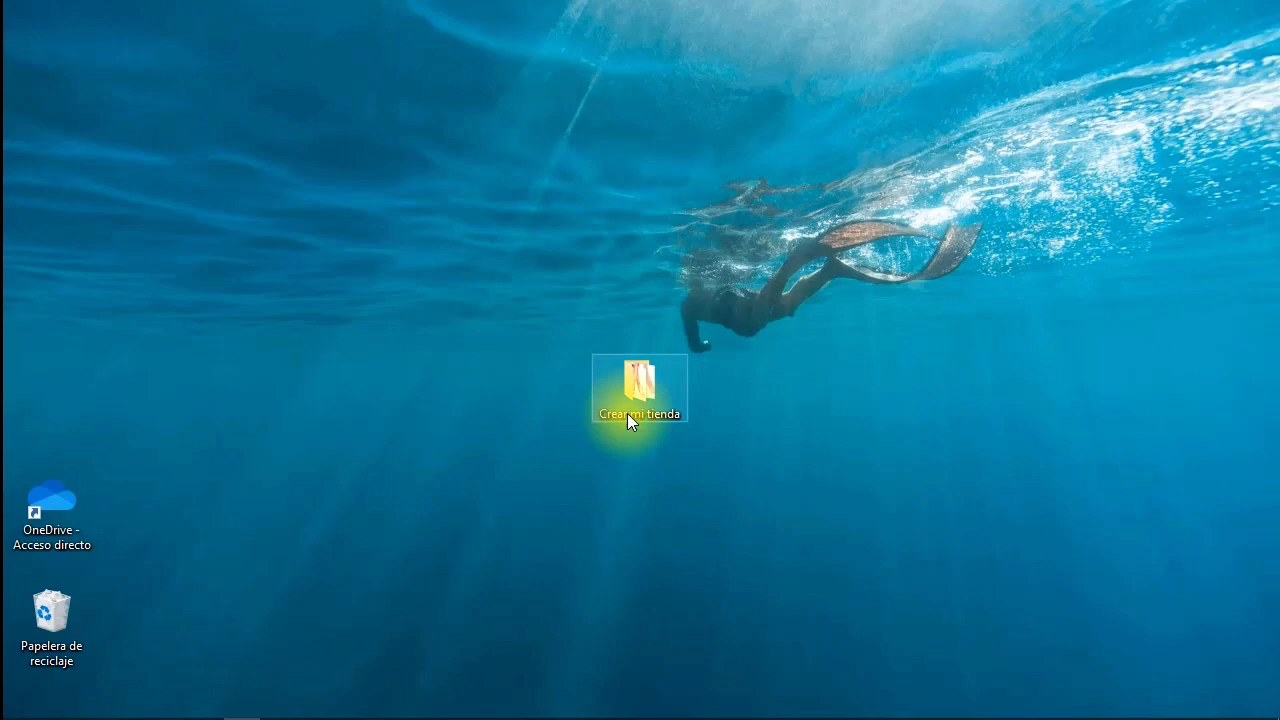 Crear mi tienda
OneDrive -
Acceso directo
Papelera de
reciclaje